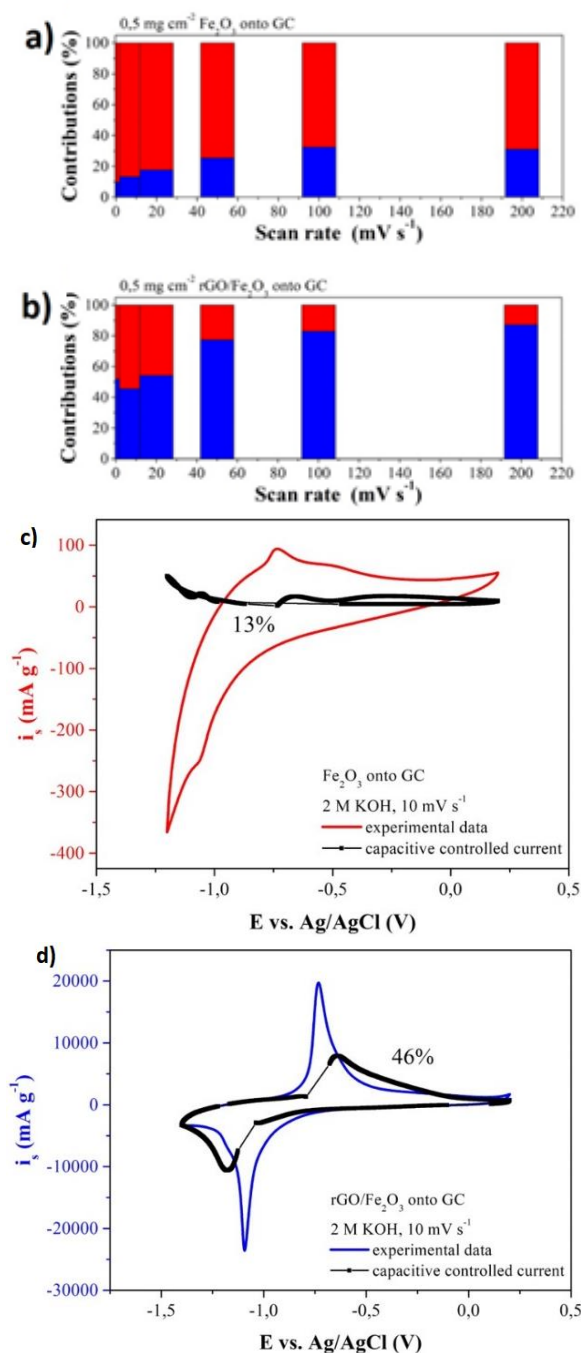 a)
0,5 mg cm⁻² Fe₂O₃ onto GC
Contributions (%)
100
80
60
40
20
0
0 20 40 60 80 100 120 140 160 180 200 220
Scan rate (mV s⁻¹)
b)
0,5 mg cm⁻² rGO/Fe₂O₃ onto GC
Contributions (%)
100
80
60
40
20
0
0 20 40 60 80 100 120 140 160 180 200 220
Scan rate (mV s⁻¹)
c)
iₛ (mA g⁻¹)
100
0
-100
-200
-300
-400
13%
Fe₂O₃ onto GC
2 M KOH, 10 mV s⁻¹
experimental data
capacitive controlled current
-1,5 -1,0 -0,5 0,0 0,5
E vs. Ag/AgCl (V)
d)
iₛ (mA g⁻¹)
20000
10000
0
-10000
-20000
-30000
46%
rGO/Fe₂O₃ onto GC
2 M KOH, 10 mV s⁻¹
experimental data
capacitive controlled current
-1,5 -1,0 -0,5 0,0 0,5
E vs. Ag/AgCl (V)